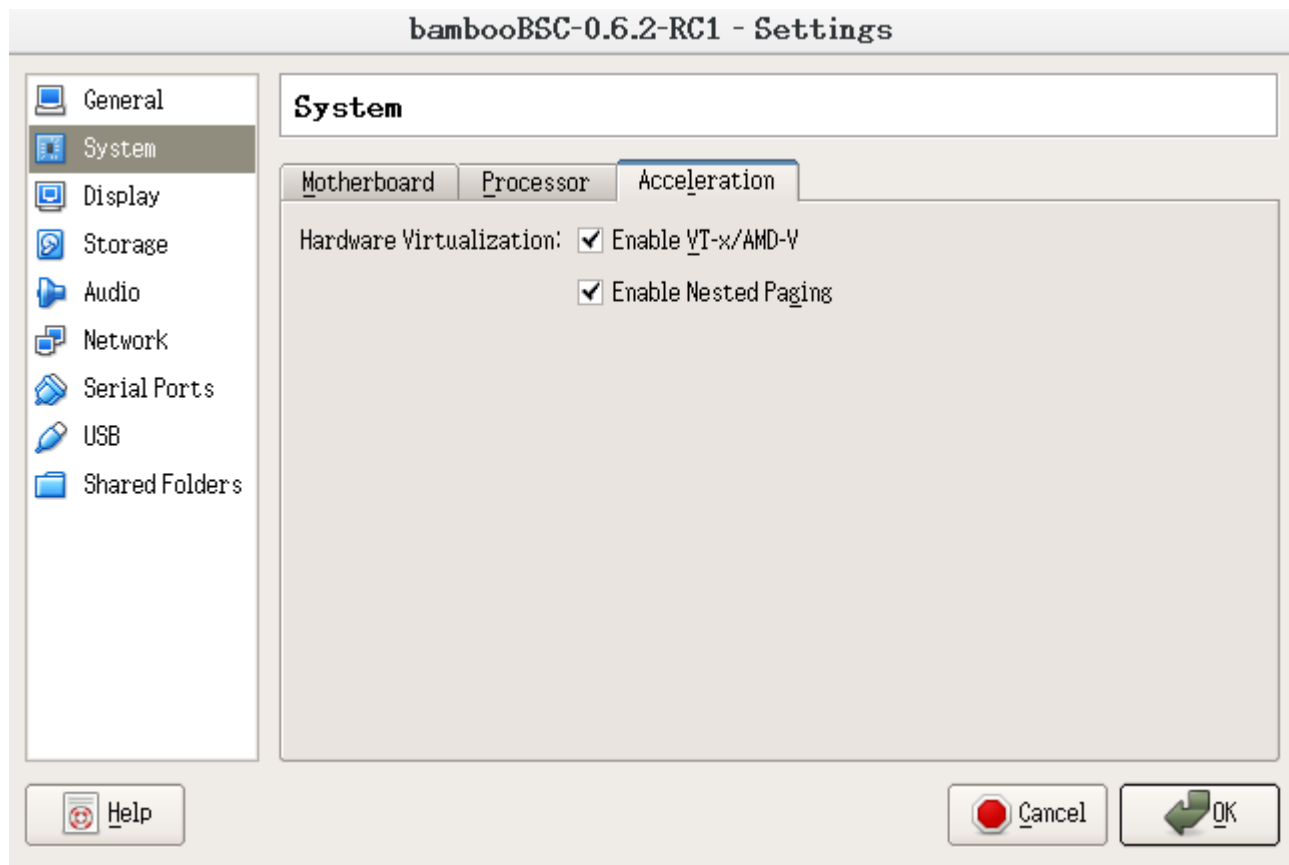 bambooBSC-0.6.2-RC1 - Settings
General
System
Display
Storage
Audio
Network
Serial Ports
USB
Shared Folders
System
Motherboard Processor Acceleration
Hardware Virtualization: Enable VT-x/AMD-V
Enable Nested Paging
Help Cancel OK